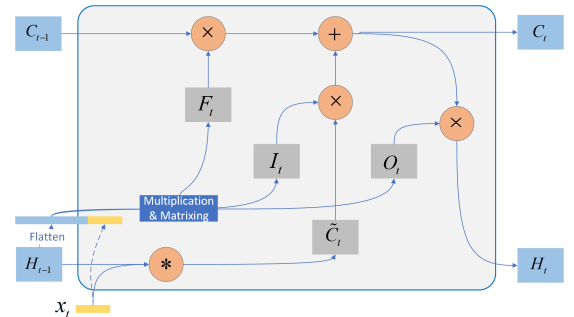 C_{t-1}
×
+
C_t
F_t
×
×
I_t
O_t
Multiplication
& Matrixing
Flatten
C̃_t
H_{t-1}
*
H_t
x_t